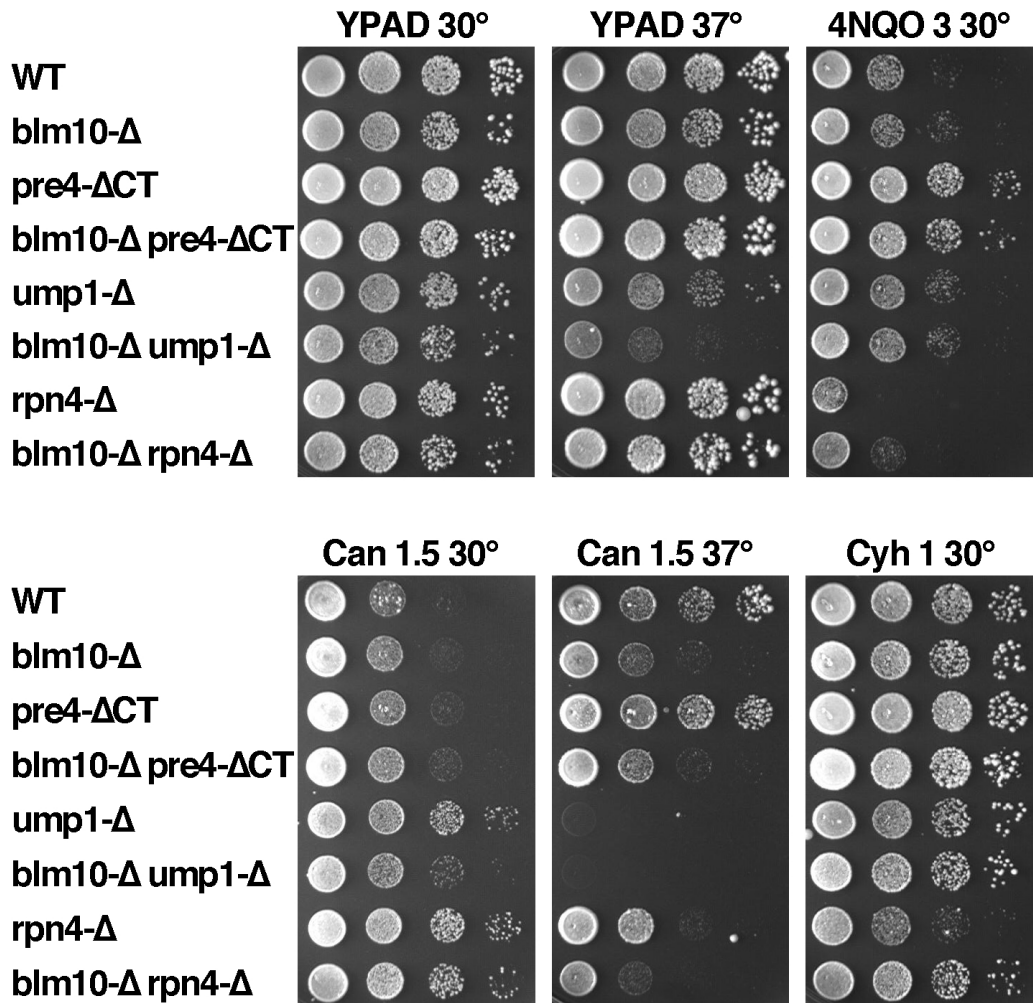 YPAD 30° YPAD 37° 4NQO 3 30°
WT
blm10-Δ
pre4-ΔCT
blm10-Δ pre4-ΔCT
ump1-Δ
blm10-Δ ump1-Δ
rpn4-Δ
blm10-Δ rpn4-Δ
Can 1.5 30° Can 1.5 37° Cyh 1 30°
WT
blm10-Δ
pre4-ΔCT
blm10-Δ pre4-ΔCT
ump1-Δ
blm10-Δ ump1-Δ
rpn4-Δ
blm10-Δ rpn4-Δ